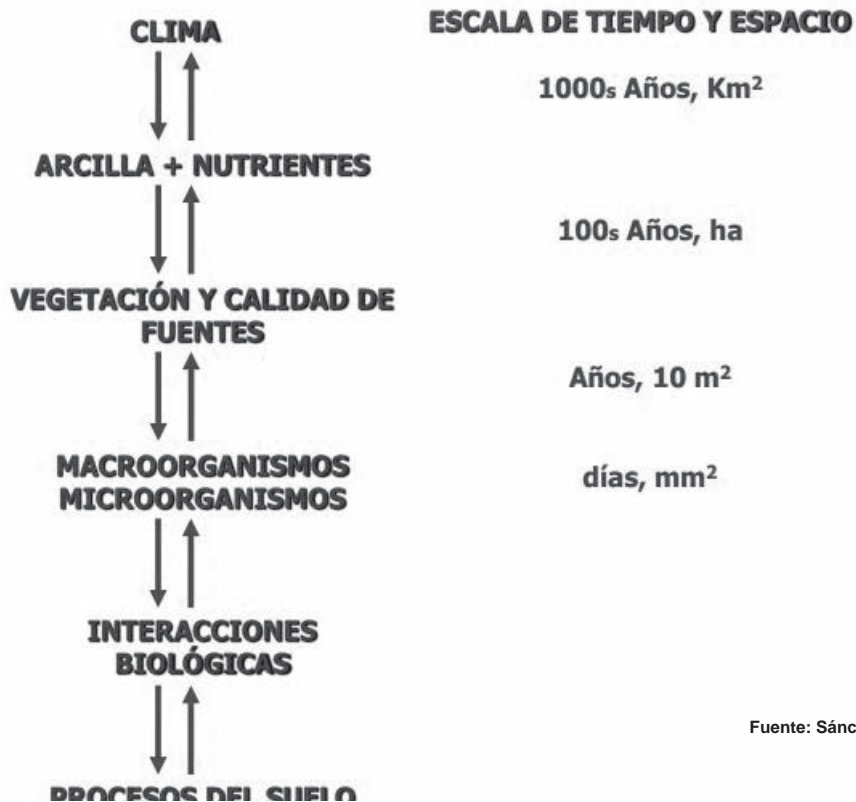 CLIMA
ESCALA DE TIEMPO Y ESPACIO
1000s Años, Km²
ARCILLA + NUTRIENTES
100s Años, ha
VEGETACIÓN Y CALIDAD DE
FUENTES
Años, 10 m²
MACROORGANISMOS
MICROORGANISMOS
días, mm²
INTERACCIONES
BIOLÓGICAS
Fuente:
PROCESOS DEL SUELO